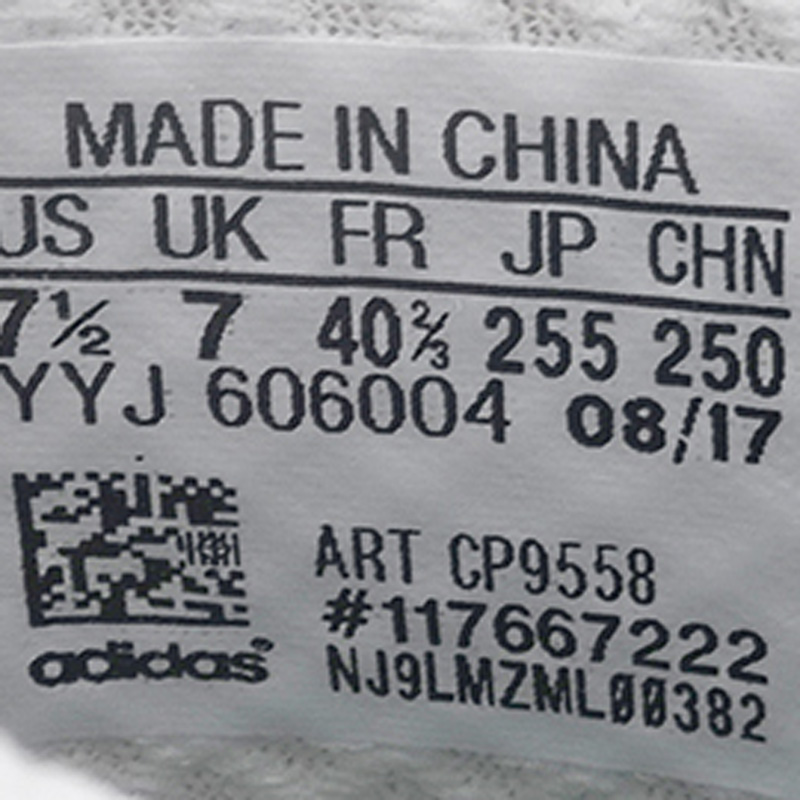 MADE IN CHINA
US UK FR JP CHN
7½ 7 40⅔ 255 250
YYJ 606004 08/17
ART CP9558
#117667222
adidas
NJ9LMZML00382